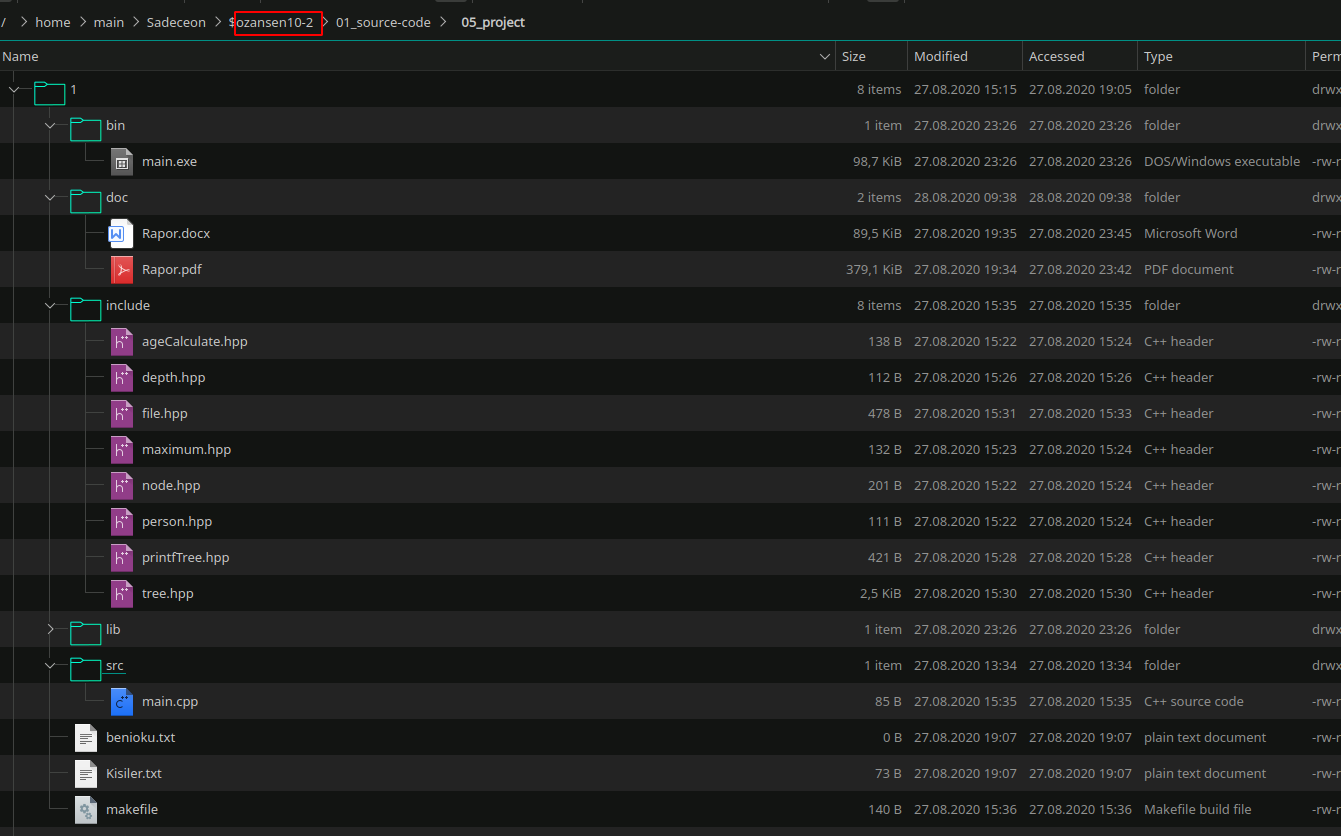 / > home > main > Sadeceon > $ozansen10-2 > 01_source-code > 05_project
Name Size Modified Accessed Type Perm
1 8 items 27.08.2020 15:15 27.08.2020 19:05 folder drwx
bin 1 item 27.08.2020 23:26 27.08.2020 23:26 folder drwx
main.exe 98,7 KiB 27.08.2020 23:26 27.08.2020 23:26 DOS/Windows executable -rw-r
doc 2 items 28.08.2020 09:38 28.08.2020 09:38 folder drwx
Rapor.docx 89,5 KiB 27.08.2020 19:35 27.08.2020 23:45 Microsoft Word -rw-r
Rapor.pdf 379,1 KiB 27.08.2020 19:34 27.08.2020 23:42 PDF document -rw-r
include 8 items 27.08.2020 15:35 27.08.2020 15:35 folder drwx
ageCalculate.hpp 138 B 27.08.2020 15:22 27.08.2020 15:24 C++ header -rw-r
depth.hpp 112 B 27.08.2020 15:26 27.08.2020 15:26 C++ header -rw-r
file.hpp 478 B 27.08.2020 15:31 27.08.2020 15:33 C++ header -rw-r
maximum.hpp 132 B 27.08.2020 15:23 27.08.2020 15:24 C++ header -rw-r
node.hpp 201 B 27.08.2020 15:22 27.08.2020 15:24 C++ header -rw-r
person.hpp 111 B 27.08.2020 15:22 27.08.2020 15:24 C++ header -rw-r
printfTree.hpp 421 B 27.08.2020 15:28 27.08.2020 15:28 C++ header -rw-r
tree.hpp 2,5 KiB 27.08.2020 15:30 27.08.2020 15:30 C++ header -rw-r
lib 1 item 27.08.2020 23:26 27.08.2020 23:26 folder drwx
src 1 item 27.08.2020 13:34 27.08.2020 13:34 folder drwx
main.cpp 85 B 27.08.2020 15:35 27.08.2020 15:35 C++ source code -rw-r
benioku.txt 0 B 27.08.2020 19:07 27.08.2020 19:07 plain text document -rw-r
Kisiler.txt 73 B 27.08.2020 19:07 27.08.2020 19:07 plain text document -rw-r
makefile 140 B 27.08.2020 15:36 27.08.2020 15:36 Makefile build file -rw-r